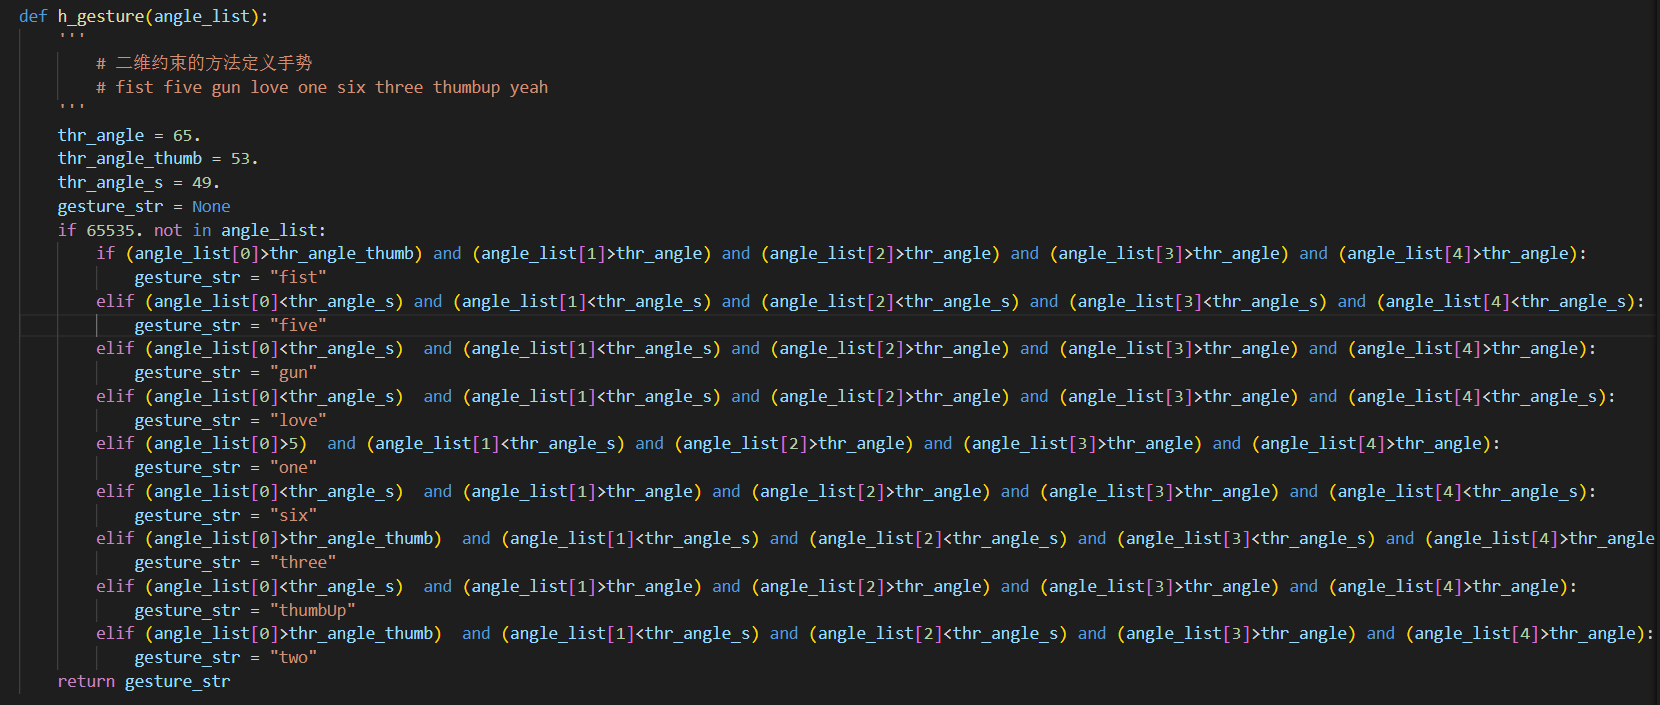 def h_gesture(angle_list):
    '''
        # 二维约束的方法定义手势
        # fist five gun love one six three thumbup yeah
    '''
    thr_angle = 65.
    thr_angle_thumb = 53.
    thr_angle_s = 49.
    gesture_str = None
    if 65535. not in angle_list:
        if (angle_list[0]>thr_angle_thumb) and (angle_list[1]>thr_angle) and (angle_list[2]>thr_angle) and (angle_list[3]>thr_angle) and (angle_list[4]>thr_angle):
            gesture_str = "fist"
        elif (angle_list[0]<thr_angle_s) and (angle_list[1]<thr_angle_s) and (angle_list[2]<thr_angle_s) and (angle_list[3]<thr_angle_s) and (angle_list[4]<thr_angle_s):
            gesture_str = "five"
        elif (angle_list[0]<thr_angle_s)  and (angle_list[1]<thr_angle_s) and (angle_list[2]>thr_angle) and (angle_list[3]>thr_angle) and (angle_list[4]>thr_angle):
            gesture_str = "gun"
        elif (angle_list[0]<thr_angle_s)  and (angle_list[1]<thr_angle_s) and (angle_list[2]>thr_angle) and (angle_list[3]>thr_angle) and (angle_list[4]<thr_angle_s):
            gesture_str = "love"
        elif (angle_list[0]>5)  and (angle_list[1]<thr_angle_s) and (angle_list[2]>thr_angle) and (angle_list[3]>thr_angle) and (angle_list[4]>thr_angle):
            gesture_str = "one"
        elif (angle_list[0]<thr_angle_s)  and (angle_list[1]>thr_angle) and (angle_list[2]>thr_angle) and (angle_list[3]>thr_angle) and (angle_list[4]<thr_angle_s):
            gesture_str = "six"
        elif (angle_list[0]>thr_angle_thumb)  and (angle_list[1]<thr_angle_s) and (angle_list[2]<thr_angle_s) and (angle_list[3]<thr_angle_s) and (angle_list[4]>thr_angle
            gesture_str = "three"
        elif (angle_list[0]<thr_angle_s)  and (angle_list[1]>thr_angle) and (angle_list[2]>thr_angle) and (angle_list[3]>thr_angle) and (angle_list[4]>thr_angle):
            gesture_str = "thumbUp"
        elif (angle_list[0]>thr_angle_thumb)  and (angle_list[1]<thr_angle_s) and (angle_list[2]<thr_angle_s) and (angle_list[3]>thr_angle) and (angle_list[4]>thr_angle):
            gesture_str = "two"
    return gesture_str